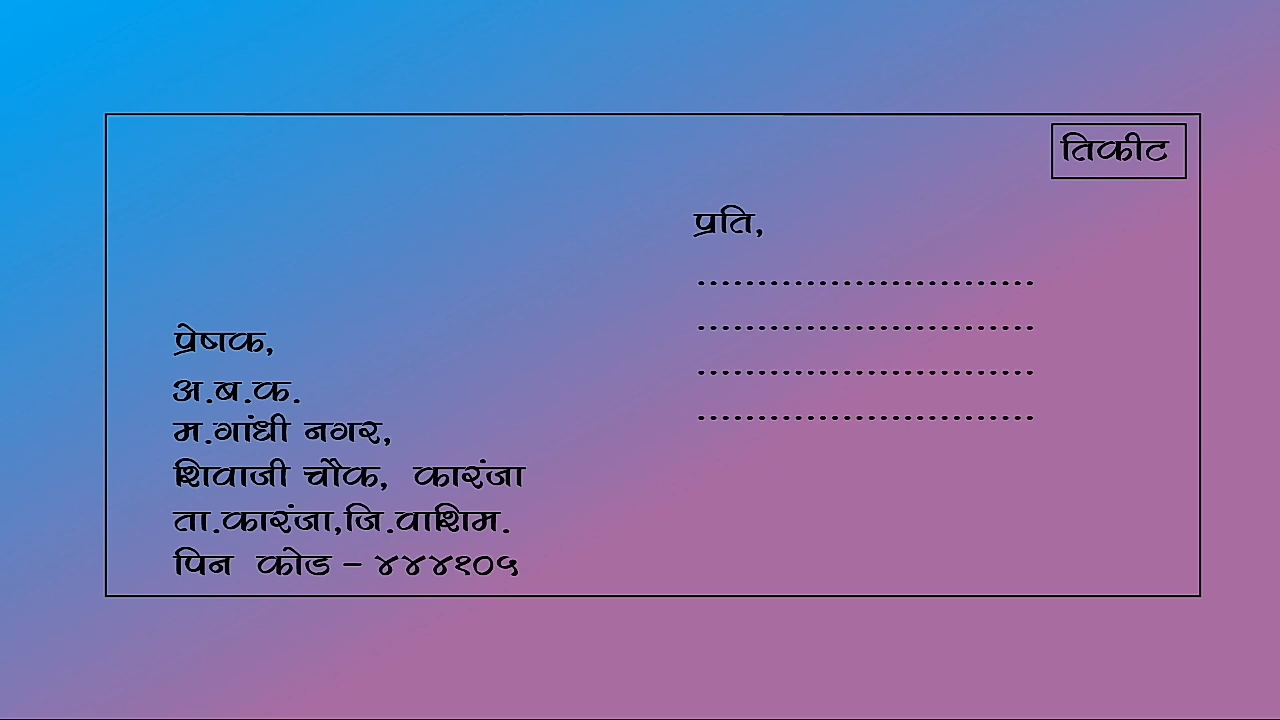 तिकीट
प्रति,
...........................
...........................
...........................
...........................
प्रेषक,
अ.ब.क.
म.गांधी नगर,
शिवाजी चौक, कारंजा
ता.कारंजा,जि.वाशिम.
पिन कोड - ४४४१०५